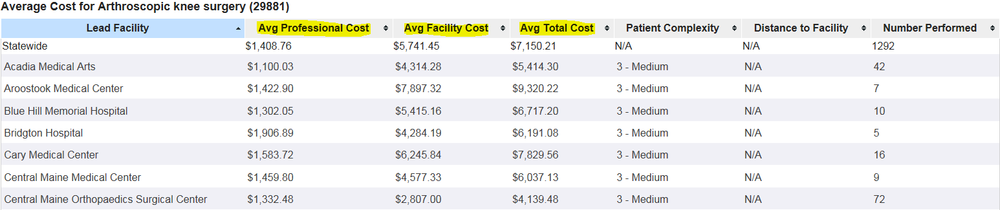 Average Cost for Arthroscopic knee surgery (29881)
Lead Facility Avg Professional Cost Avg Facility Cost Avg Total Cost Patient Complexity Distance to Facility Number Performed
Statewide $1,408.76 $5,741.45 $7,150.21 N/A N/A 1292
Acadia Medical Arts $1,100.03 $4,314.28 $5,414.30 3 - Medium N/A 42
Aroostook Medical Center $1,422.90 $7,897.32 $9,320.22 3 - Medium N/A 7
Blue Hill Memorial Hospital $1,302.05 $5,415.16 $6,717.20 3 - Medium N/A 10
Bridgton Hospital $1,906.89 $4,284.19 $6,191.08 3 - Medium N/A 5
Cary Medical Center $1,583.72 $6,245.84 $7,829.56 3 - Medium N/A 16
Central Maine Medical Center $1,459.80 $4,577.33 $6,037.13 3 - Medium N/A 9
Central Maine Orthopaedics Surgical Center $1,332.48 $2,807.00 $4,139.48 3 - Medium N/A 72